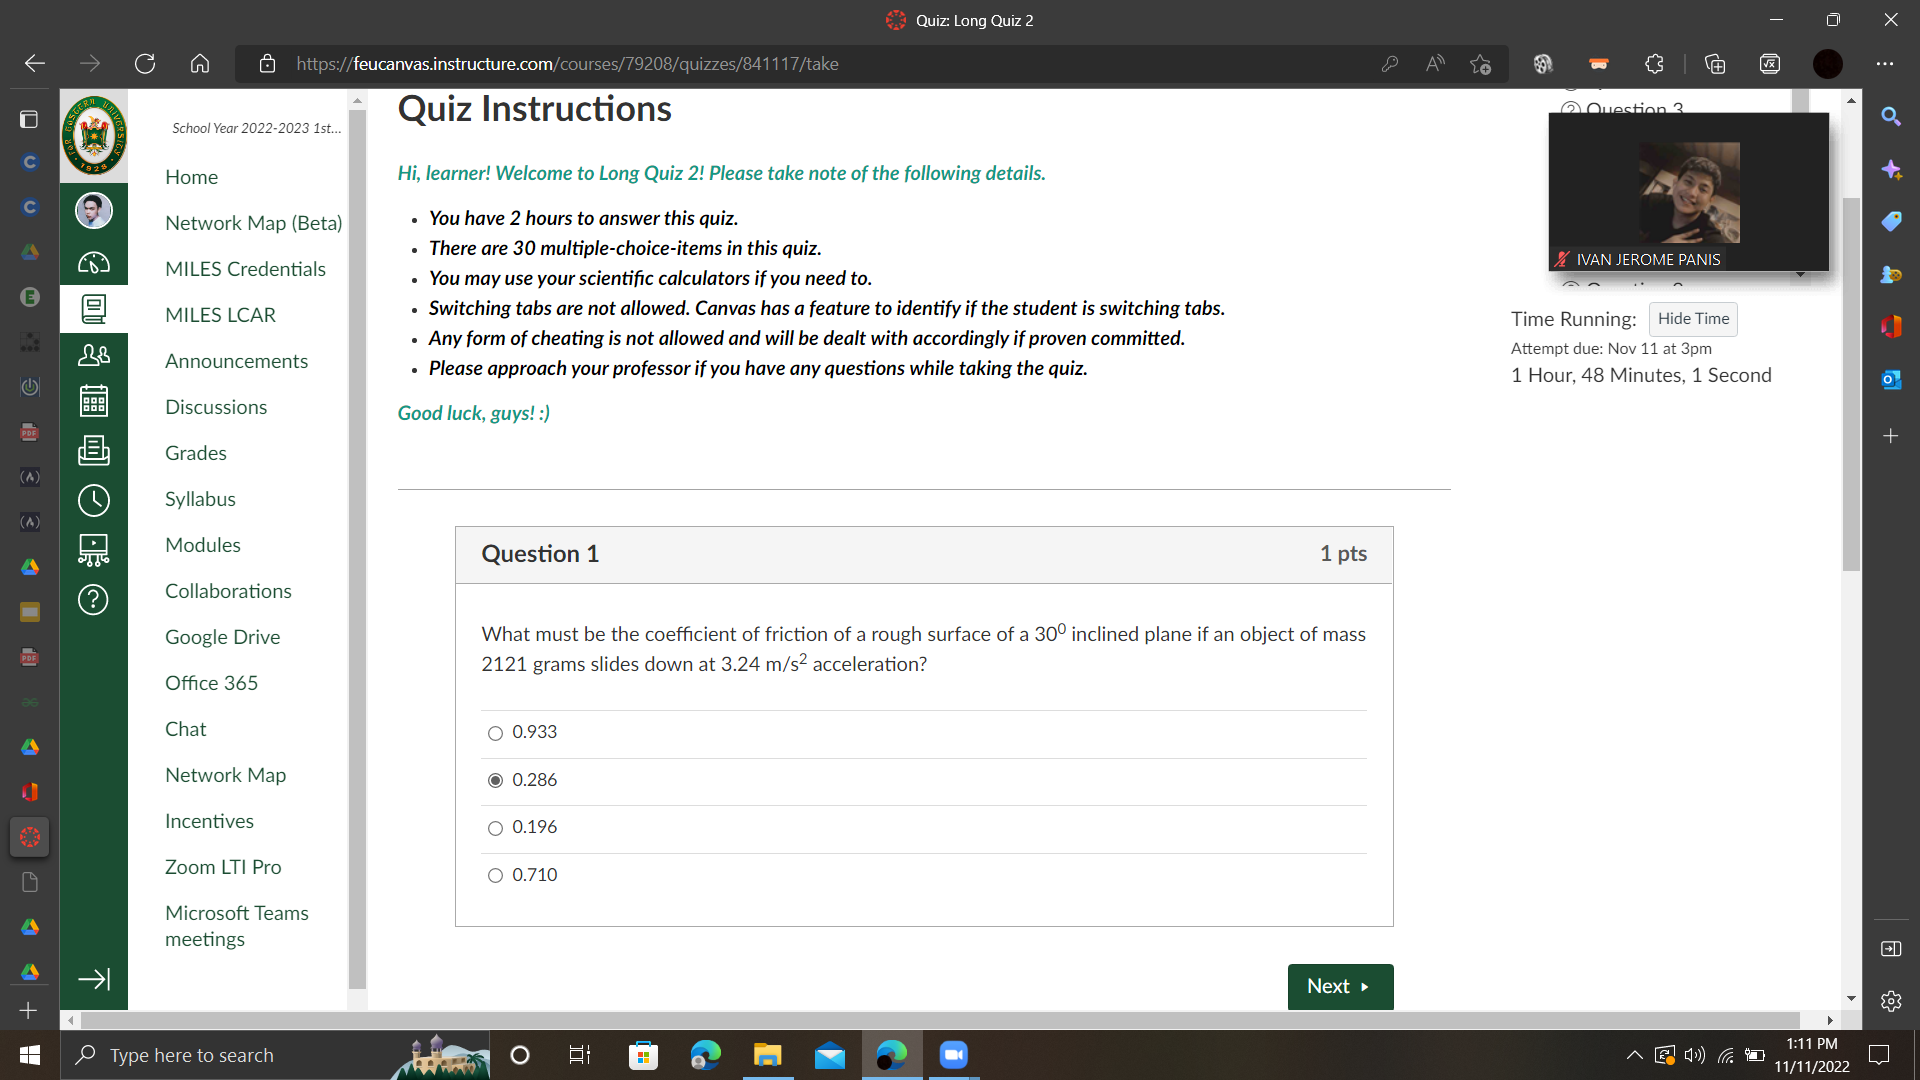 Quiz: Long Quiz 2
https://feucanvas.instructure.com/courses/79208/quizzes/841117/take
School Year 2022-2023 1st...
Home
Network Map (Beta)
MILES Credentials
MILES LCAR
Announcements
Discussions
Grades
Syllabus
Modules
Collaborations
Google Drive
Office 365
Chat
Network Map
Incentives
Zoom LTI Pro
Microsoft Teams
meetings
Quiz Instructions
Hi, learner! Welcome to Long Quiz 2! Please take note of the following details.
• You have 2 hours to answer this quiz.
• There are 30 multiple-choice-items in this quiz.
• You may use your scientific calculators if you need to.
• Switching tabs are not allowed. Canvas has a feature to identify if the student is switching tabs.
• Any form of cheating is not allowed and will be dealt with accordingly if proven committed.
• Please approach your professor if you have any questions while taking the quiz.
Good luck, guys! :)
Question 1
1 pts
What must be the coefficient of friction of a rough surface of a 30⁰ inclined plane if an object of mass
2121 grams slides down at 3.24 m/s² acceleration?
0.933
0.286
0.196
0.710
Next
Question 3
IVAN JEROME PANIS
Time Running:
Hide Time
Attempt due: Nov 11 at 3pm
1 Hour, 48 Minutes, 1 Second
Type here to search
1:11 PM
11/11/2022